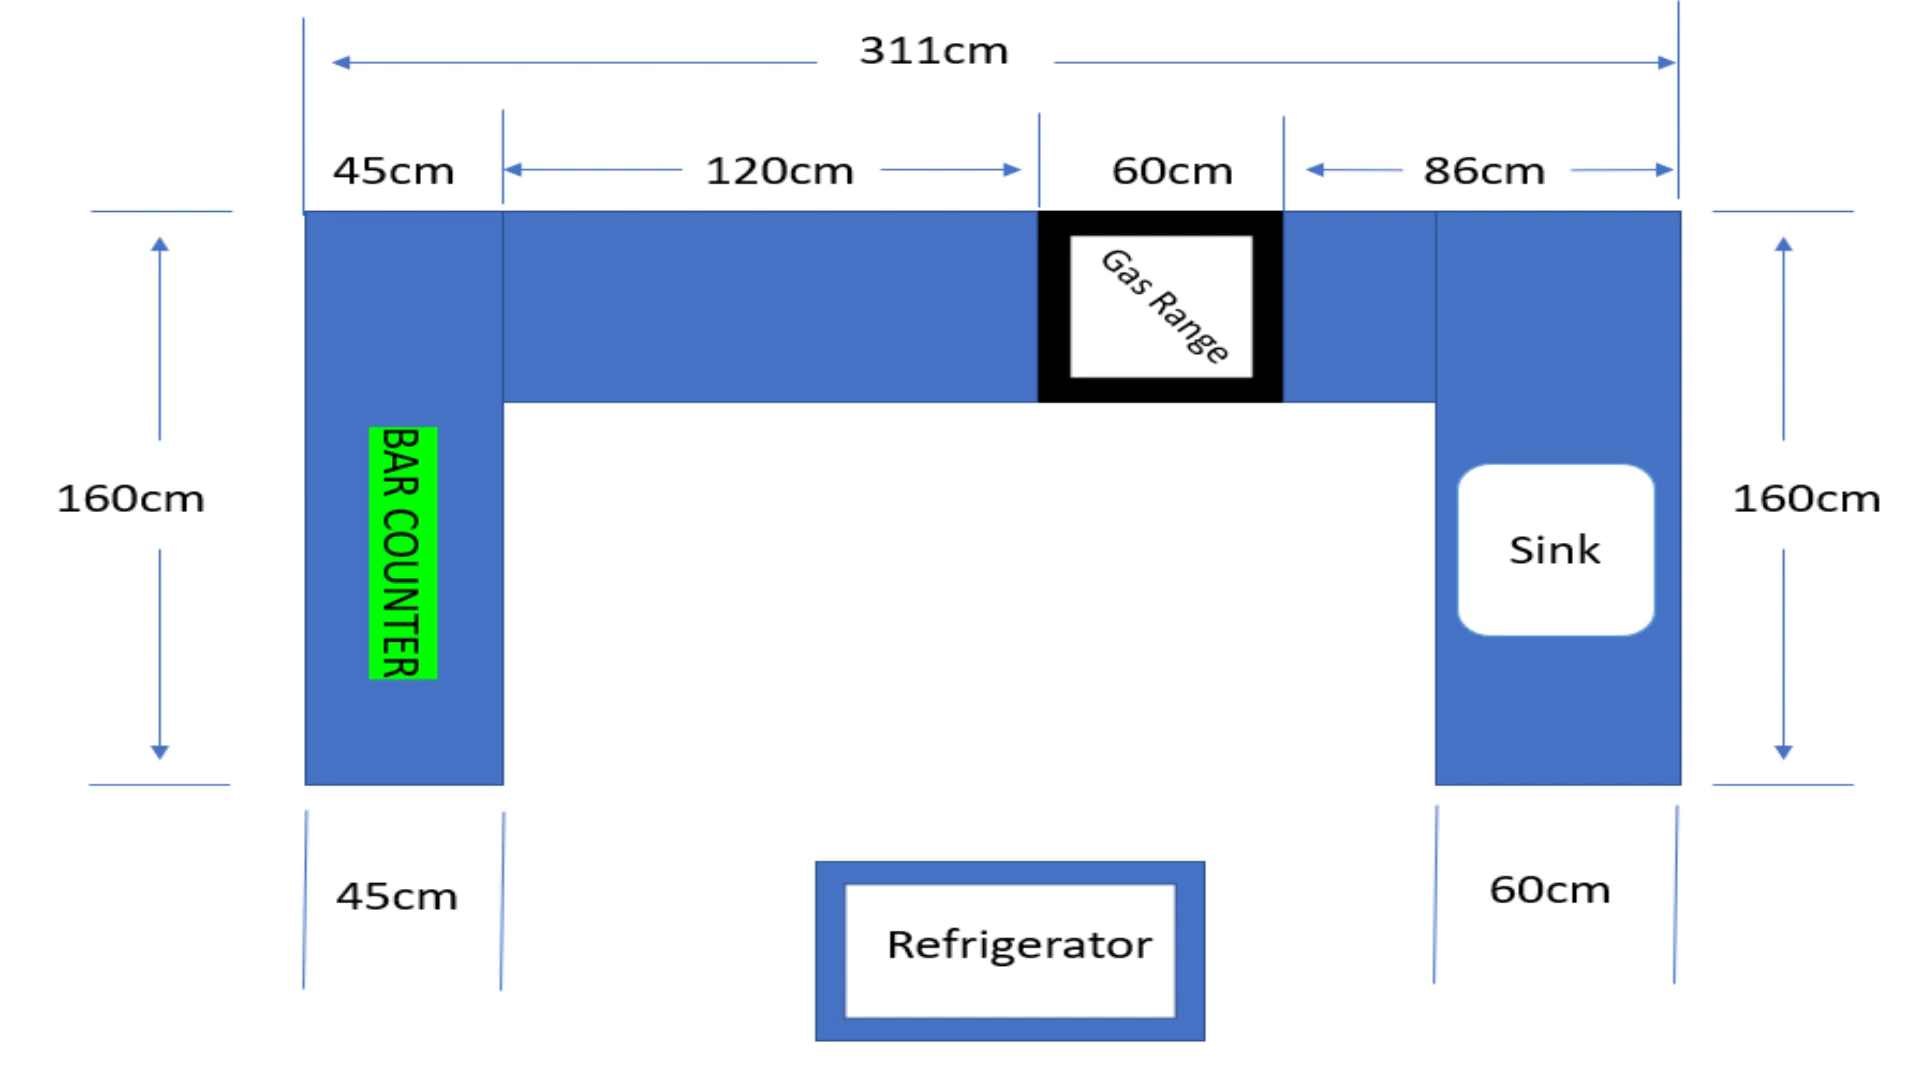 311cm
45cm
120cm
60cm
86cm
Gas Range
160cm
BAR COUNTER
Sink
160cm
45cm
60cm
Refrigerator